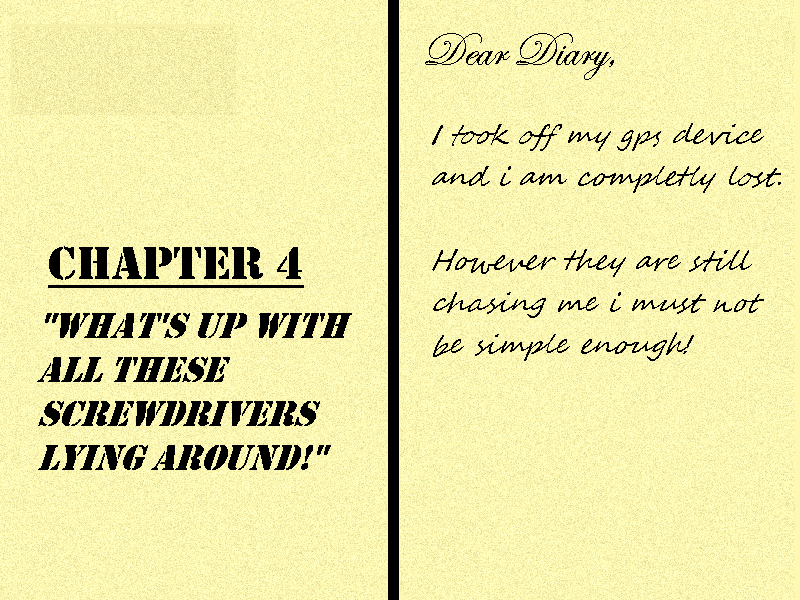 CHAPTER 4
"WHAT'S UP WITH
ALL THESE
SCREWDRIVERS
LYING AROUND!"
Dear Diary,
I took off my gps device
and i am completly lost.
However they are still
chasing me i must not
be simple enough!